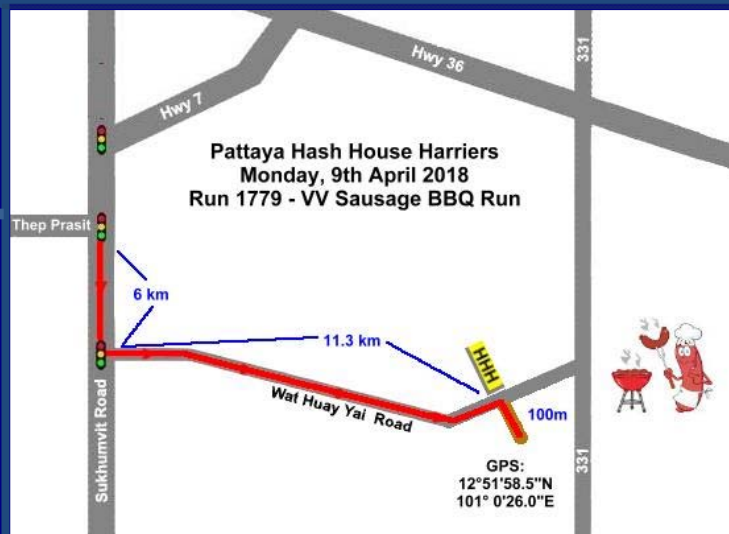 331
Hwy 36
Hwy 7
Pattaya Hash House Harriers
Monday, 9th April 2018
Run 1779 - VV Sausage BBQ Run
Thep Prasit
6 km
11.3 km
HHH
Wat Huay Yai Road
100m
Sukhumvit Road
GPS:
12°51'58.5"N
101° 0'26.0"E
331